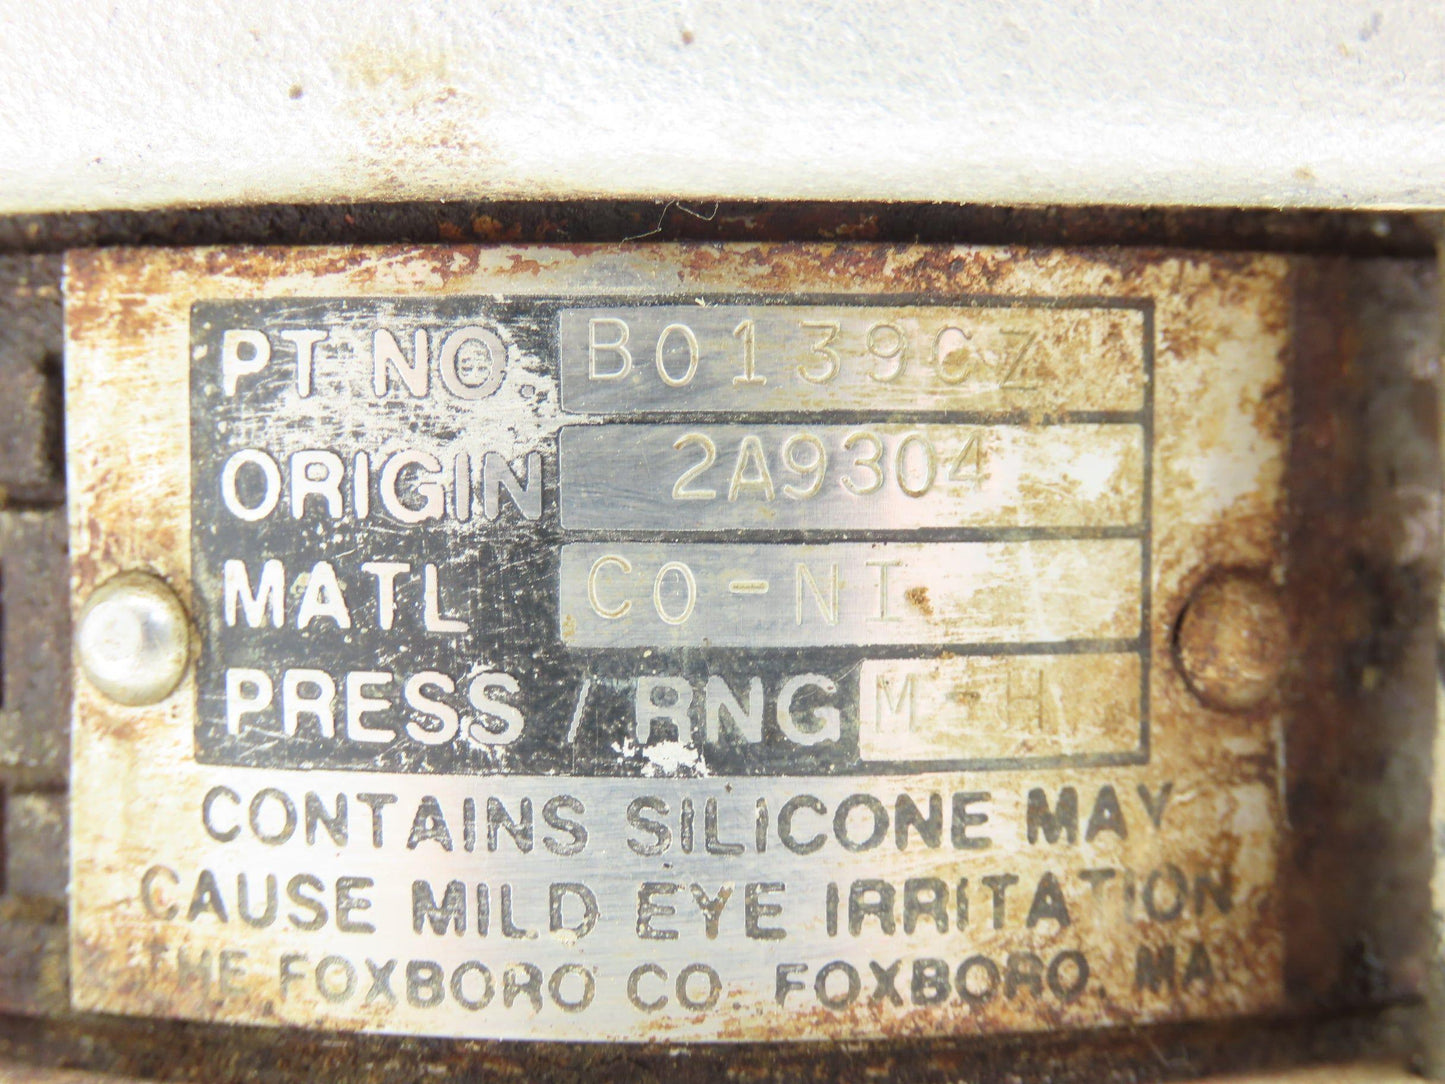 PT NO. B0139CZ
ORIGIN 2A9304
MATL CO-NI
PRESS / RNG M-H
CONTAINS SILICONE MAY
CAUSE MILD EYE IRRITATION
THE FOXBORO CO. FOXBORO, MA